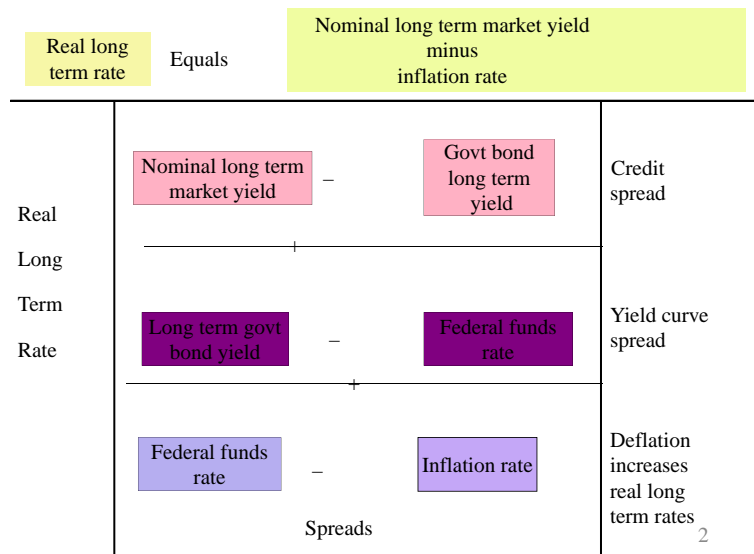 Real long
term rate
Equals
Nominal long term market yield
minus
inflation rate
Real
Long
Term
Rate
Nominal long term
market yield
–
Govt bond
long term
yield
Credit
spread
+
Long term govt
bond yield
–
Federal funds
rate
Yield curve
spread
+
Federal funds
rate
–
Inflation rate
Deflation
increases
real long
term rates
Spreads
2